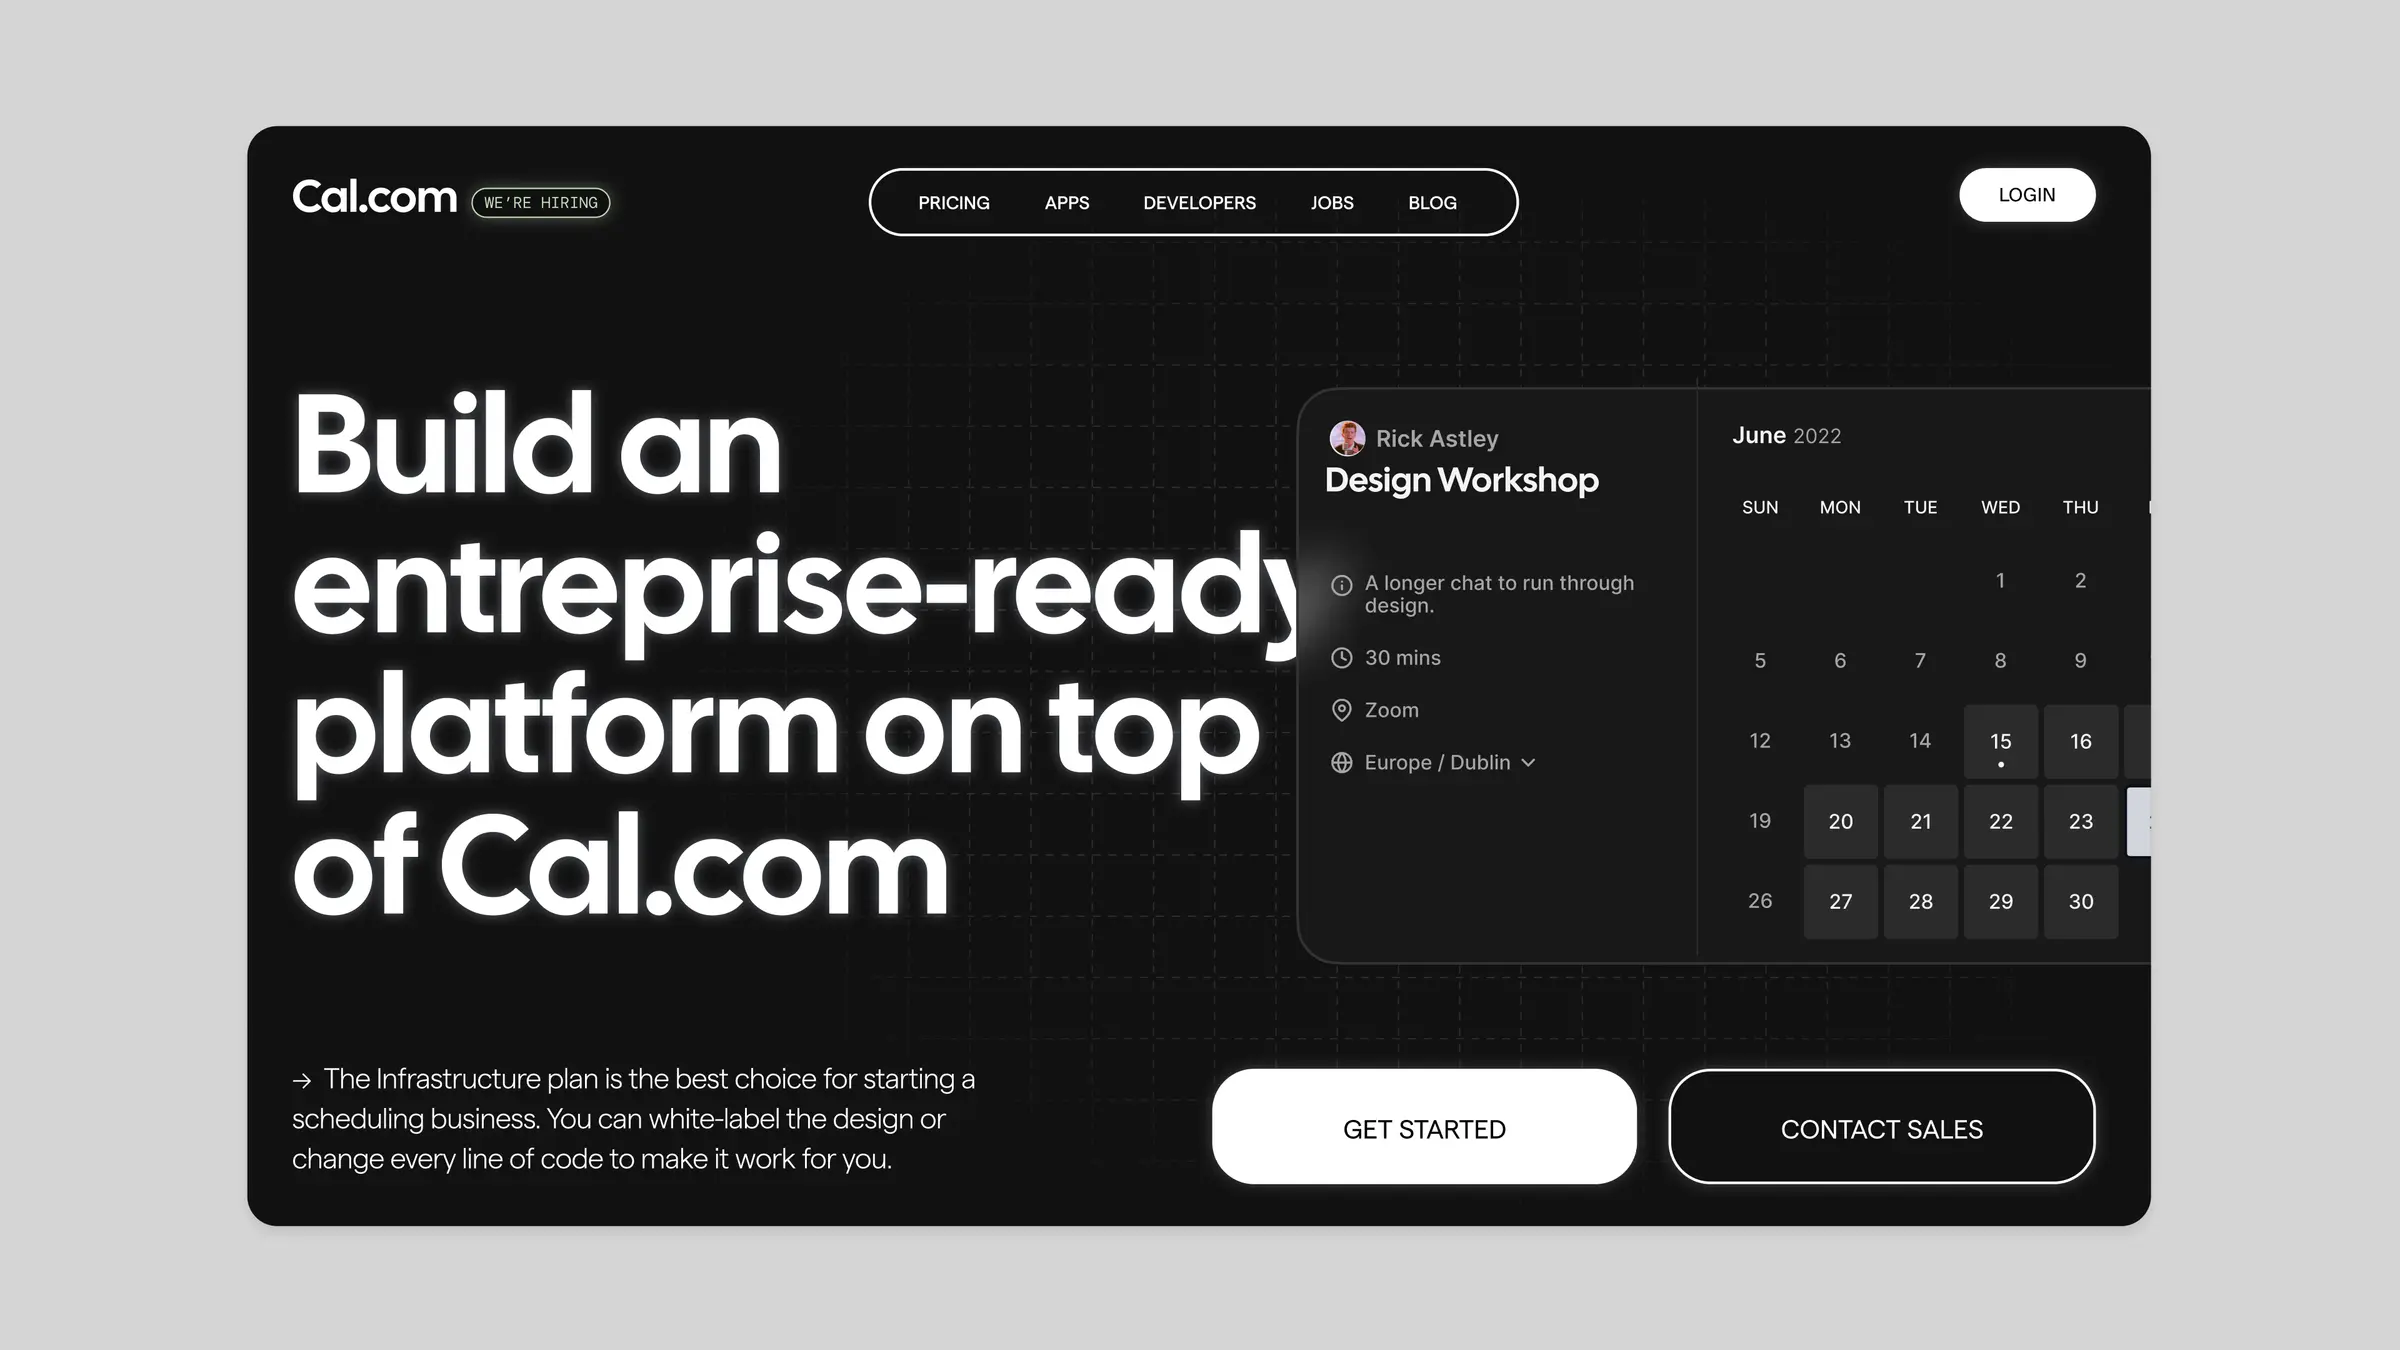 Cal.com WE'RE HIRING
PRICING APPS DEVELOPERS JOBS BLOG
LOGIN
Build an
entreprise-ready
platform on top
of Cal.com
Rick Astley
Design Workshop
A longer chat to run through
design.
30 mins
Zoom
Europe / Dublin
June 2022
SUN MON TUE WED THU
1 2
5 6 7 8 9
12 13 14 15 16
19 20 21 22 23
26 27 28 29 30
→ The Infrastructure plan is the best choice for starting a
scheduling business. You can white-label the design or
change every line of code to make it work for you.
GET STARTED
CONTACT SALES